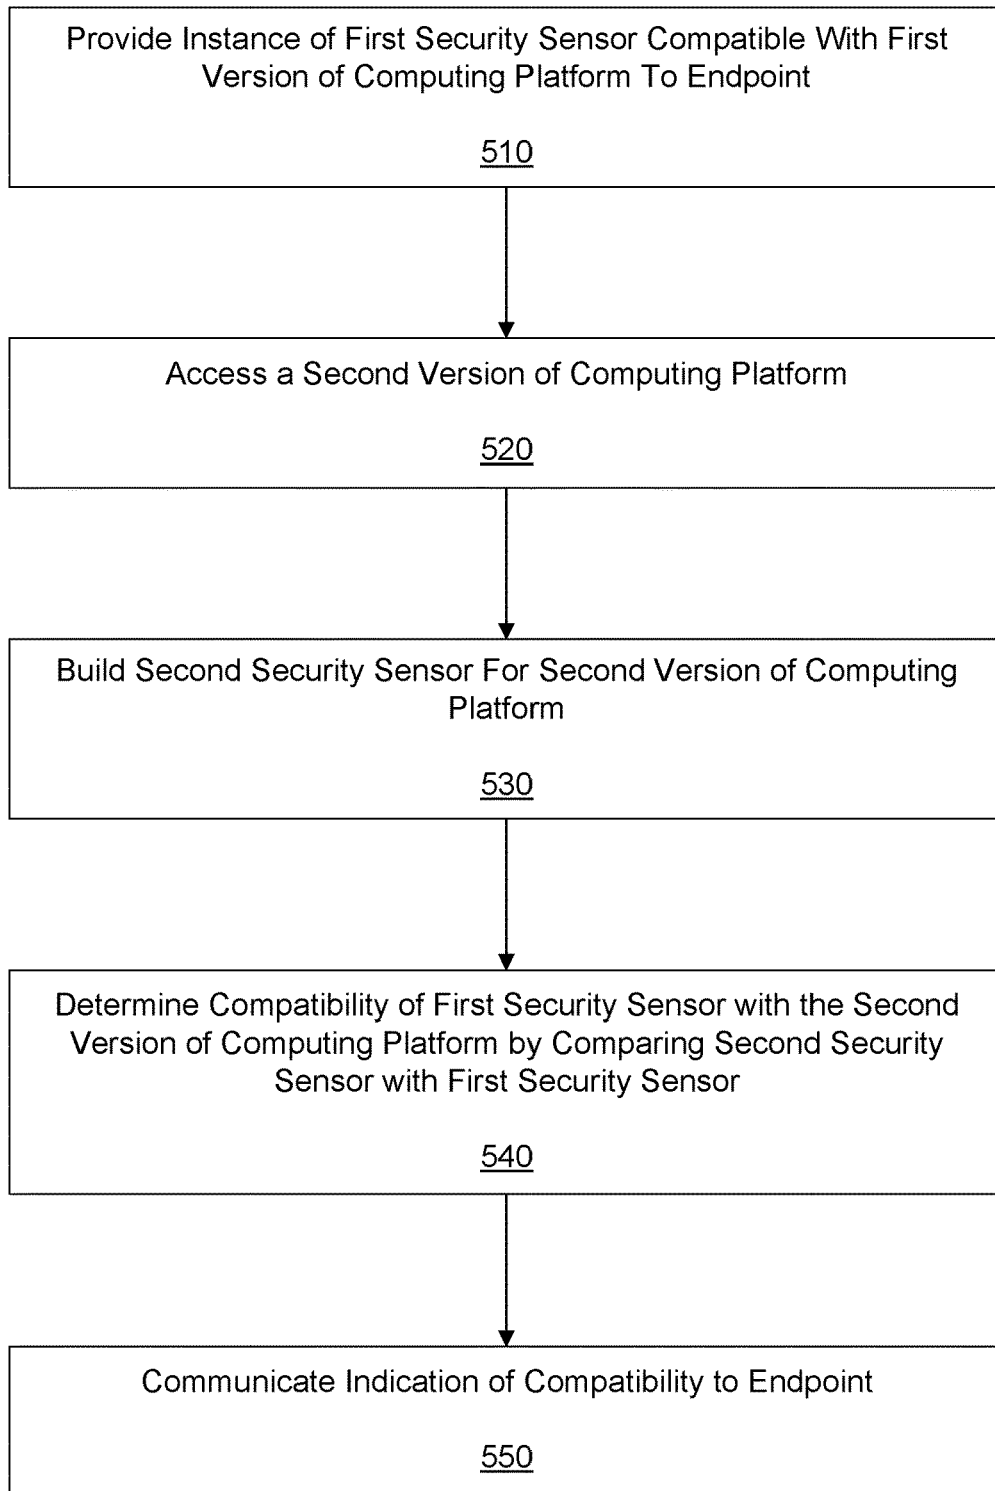 Provide Instance of First Security Sensor Compatible With First
Version of Computing Platform To Endpoint
510
Access a Second Version of Computing Platform
520
Build Second Security Sensor For Second Version of Computing
Platform
530
Determine Compatibility of First Security Sensor with the Second
Version of Computing Platform by Comparing Second Security
Sensor with First Security Sensor
540
Communicate Indication of Compatibility to Endpoint
550